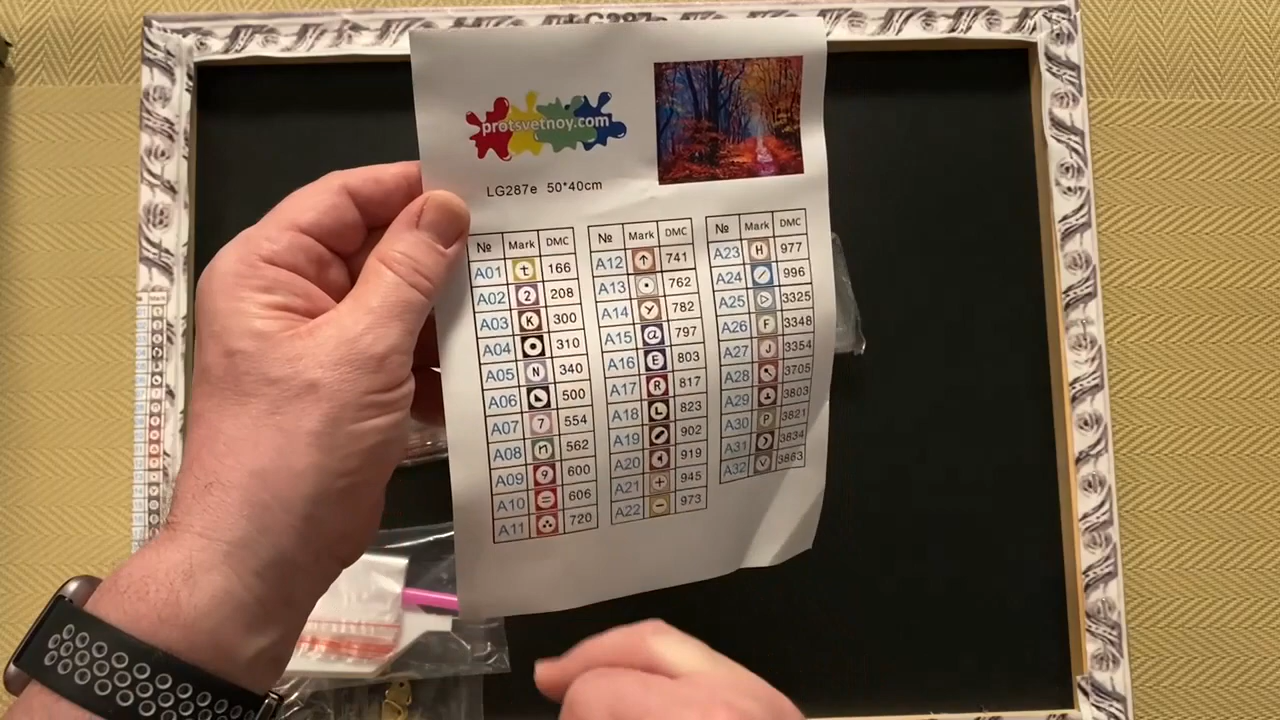 LG287e
protsvetnoy.com
LG287e 50*40cm
№ Mark DMC
A01 t 166
A02 2 208
A03 K 300
A04 310
A05 N 340
A06 500
A07 7 554
A08 n 562
A09 9 600
A10 = 606
A11 720
№ Mark DMC
A12 ↑ 741
A13 762
A14 Y 782
A15 @ 797
A16 E 803
A17 R 817
A18 L 823
A19 902
A20 919
A21 + 945
A22 − 973
№ Mark DMC
A23 H 977
A24 / 996
A25 ▷ 3325
A26 F 3348
A27 J 3354
A28 3705
A29 3803
A30 P 3821
A31 3834
A32 V 3863